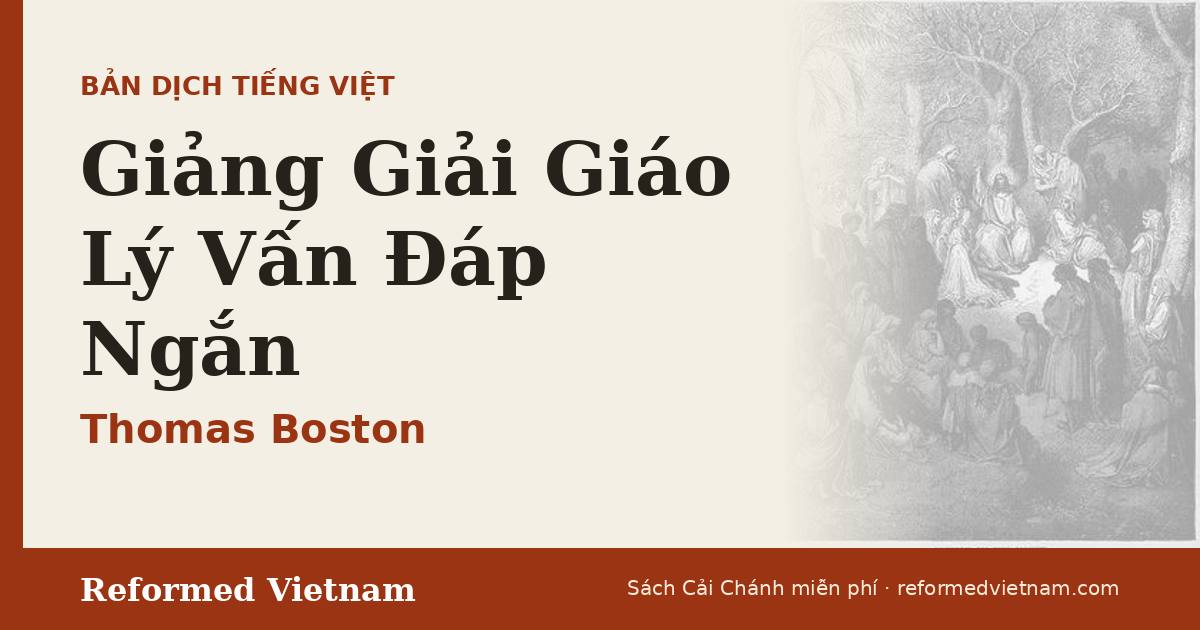 BẢN DỊCH TIẾNG VIỆT
Giảng Giải Giáo
Lý Vấn Đáp
Ngắn
Thomas Boston
Reformed Vietnam
Sách Cải Chánh miễn phí · reformedvietnam.com